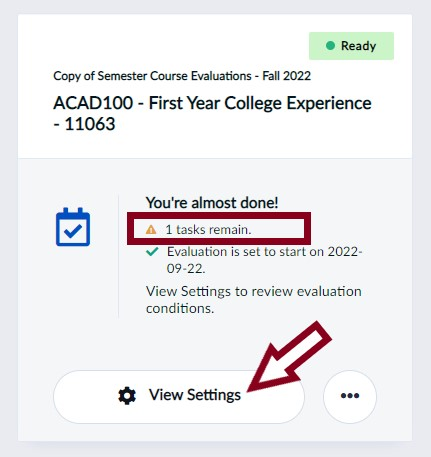 Ready
Copy of Semester Course Evaluations - Fall 2022
ACAD100 - First Year College Experience
- 11063
You're almost done!
1 tasks remain.
Evaluation is set to start on 2022-
09-22.
View Settings to review evaluation
conditions.
View Settings